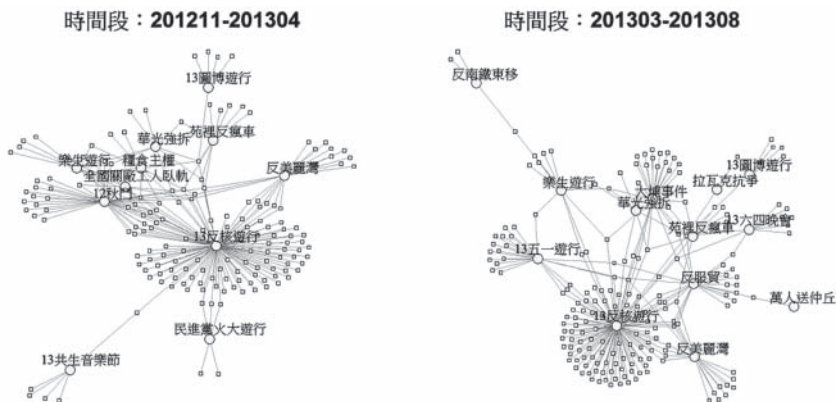 時間段：201211-201304
13圖博遊行
華光強拆
苑裡反瘋車
樂生遊行
糧食主權
全國關廠工人臥軌
反美麗灣
12秋鬥
13反核遊行
民進黨火大遊行
13共生音樂節
時間段：201303-201308
反南鐵東移
13圖博遊行
樂生遊行
大埔事件
拉瓦克抗爭
華光強拆
苑裡反瘋車
13六四晚會
13五一遊行
反服貿
萬人送仲丘
13反核遊行
反美麗灣